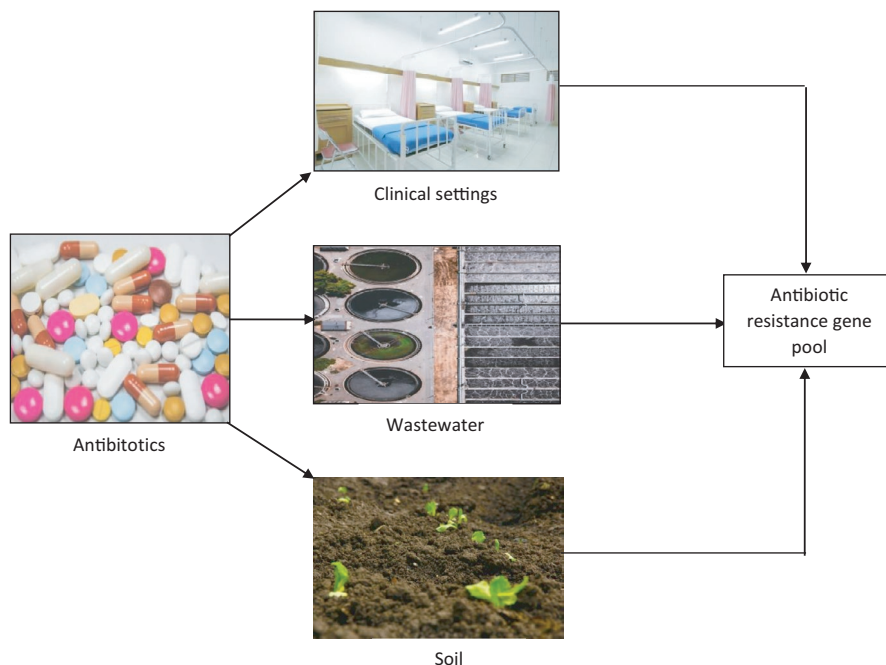 Clinical settings
Antibitotics
Wastewater
Antibiotic
resistance gene
pool
Soil